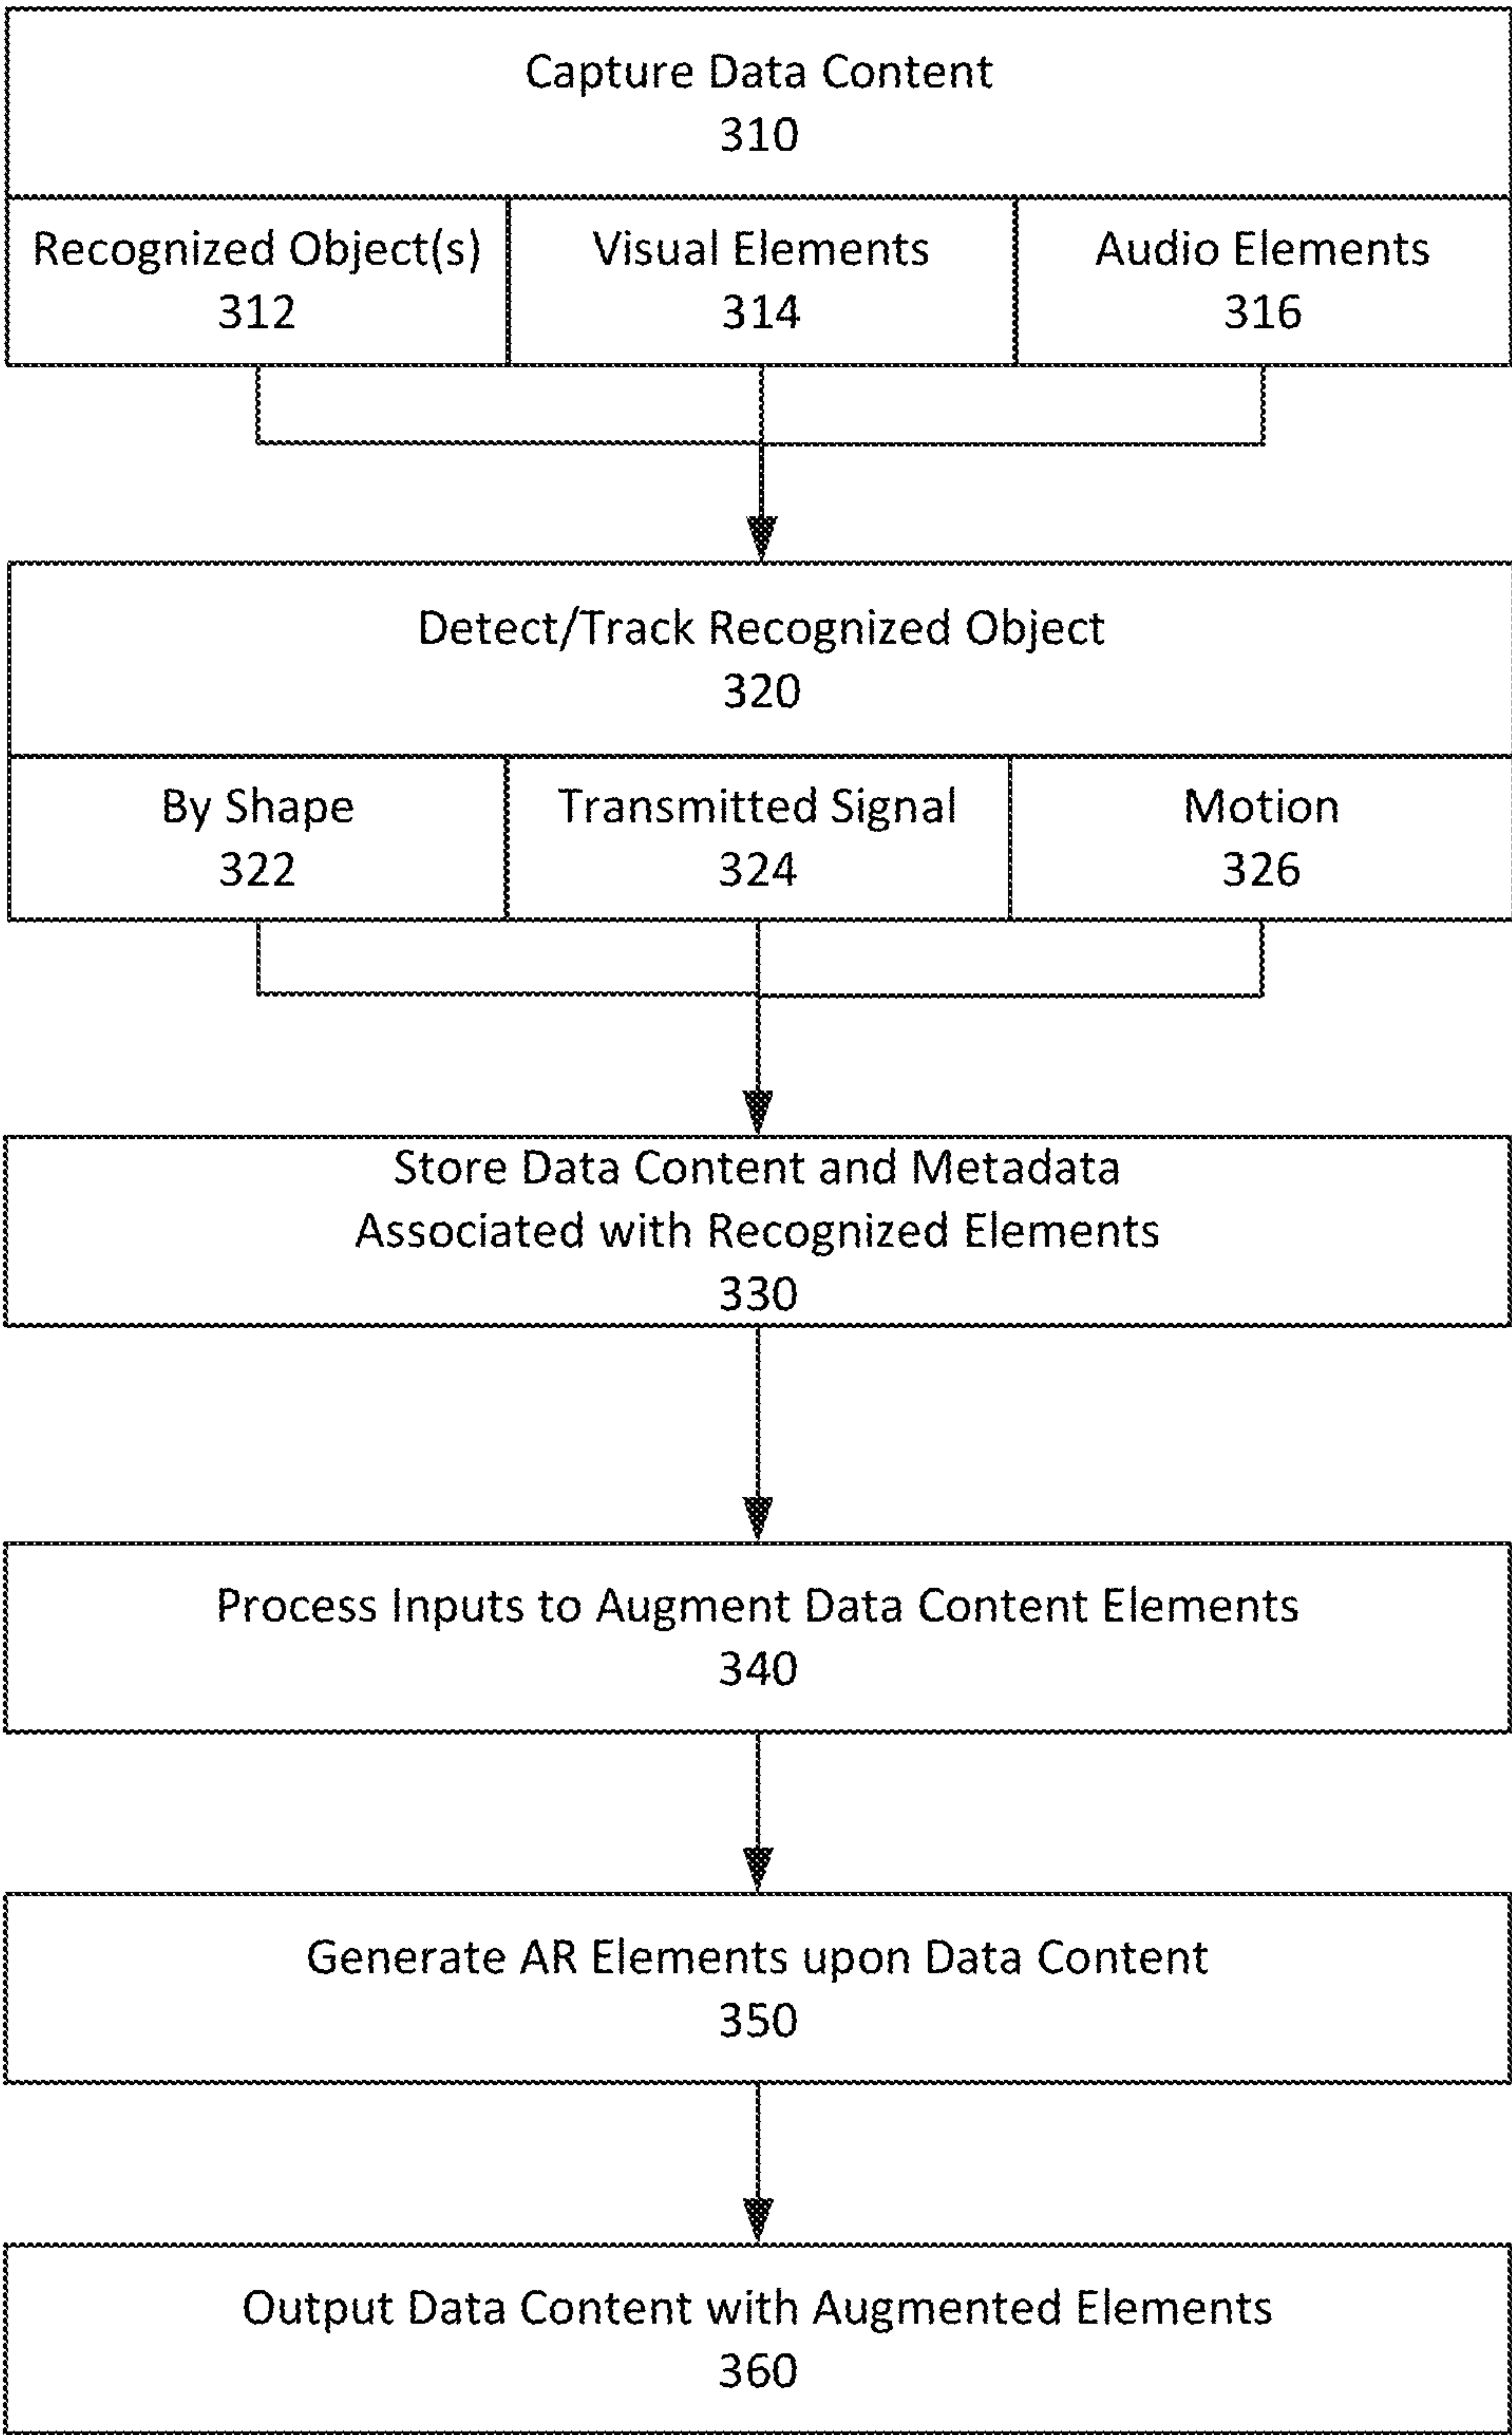 Capture Data Content
310
Recognized Object(s)
312
Visual Elements
314
Audio Elements
316
Detect/Track Recognized Object
320
By Shape
322
Transmitted Signal
324
Motion
326
Store Data Content and Metadata
Associated with Recognized Elements
330
Process Inputs to Augment Data Content Elements
340
Generate AR Elements upon Data Content
350
Output Data Content with Augmented Elements
360